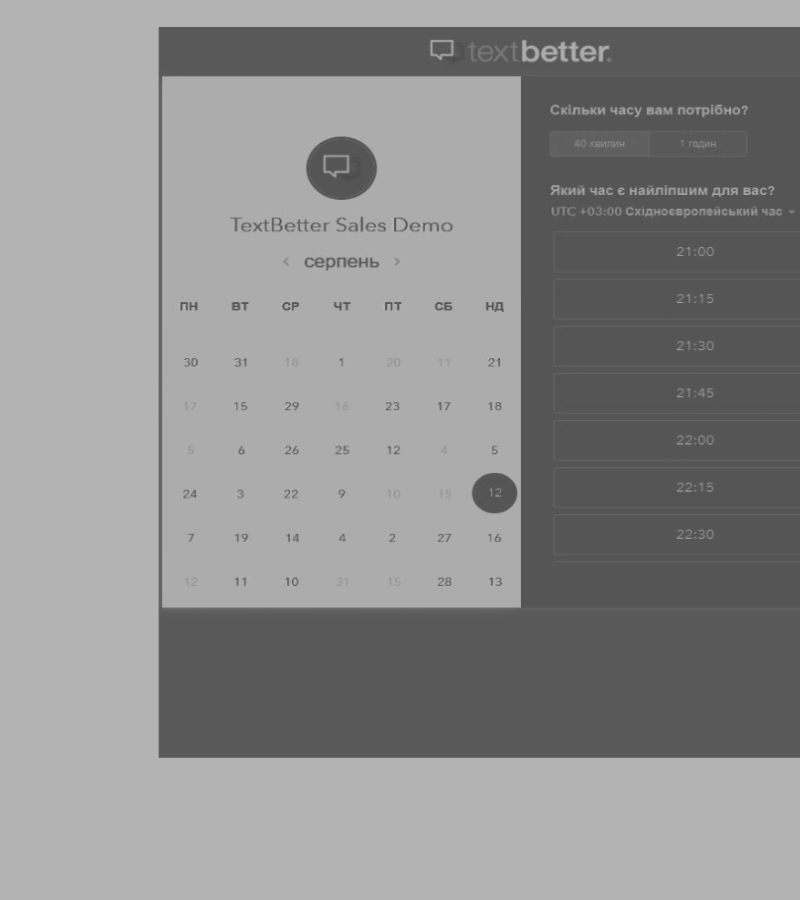 textbetter.
TextBetter Sales Demo
< серпень >
ПН ВТ СР ЧТ ПТ СБ НД
30 31 18 1 20 11 21
17 15 29 16 23 17 18
5 6 26 25 12 4 5
24 3 22 9 10 15 12
7 19 14 4 2 27 16
12 11 10 31 15 28 13
Скільки часу вам потрібно?
40 хвилин 1 годин
Який час є найліпшим для вас?
UTC +03:00 Східноєвропейський час
21:00
21:15
21:30
21:45
22:00
22:15
22:30